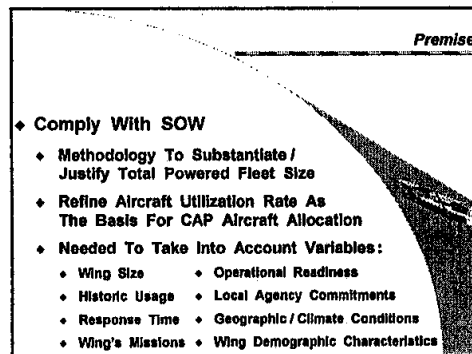 Premise
♦ Comply With SOW
♦ Methodology To Substantiate /
Justify Total Powered Fleet Size
♦ Refine Aircraft Utilization Rate As
The Basis For CAP Aircraft Allocation
♦ Needed To Take Into Account Variables:
♦ Wing Size ♦ Operational Readiness
♦ Historic Usage ♦ Local Agency Commitments
♦ Response Time ♦ Geographic / Climate Conditions
♦ Wing's Missions ♦ Wing Demographic Characteristics